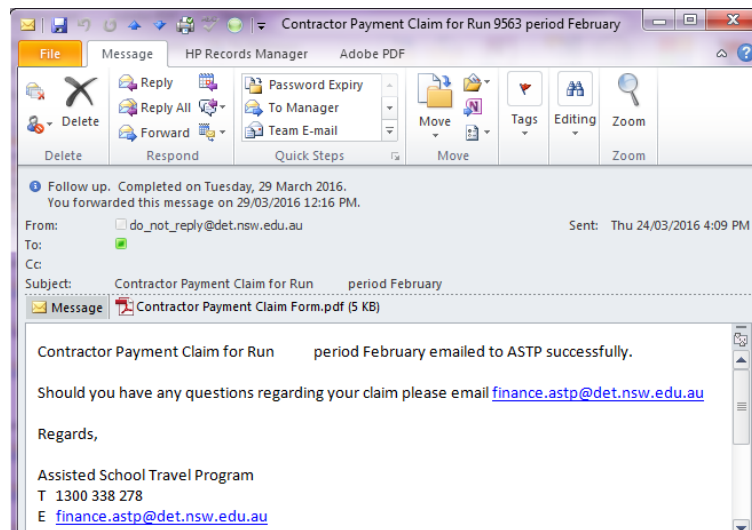 Contractor Payment Claim for Run 9563 period February
File Message HP Records Manager Adobe PDF
Delete
Reply
Reply All
Forward
Password Expiry
To Manager
Team E-mail
Move
Tags
Editing
Zoom
Delete Respond Quick Steps Move Zoom
Follow up. Completed on Tuesday, 29 March 2016.
You forwarded this message on 29/03/2016 12:16 PM.
From: do_not_reply@det.nsw.edu.au Sent: Thu 24/03/2016 4:09 PM
To:
Cc:
Subject: Contractor Payment Claim for Run period February
Message Contractor Payment Claim Form.pdf (5 KB)
Contractor Payment Claim for Run period February emailed to ASTP successfully.
Should you have any questions regarding your claim please email finance.astp@det.nsw.edu.au
Regards,
Assisted School Travel Program
T 1300 338 278
E finance.astp@det.nsw.edu.au